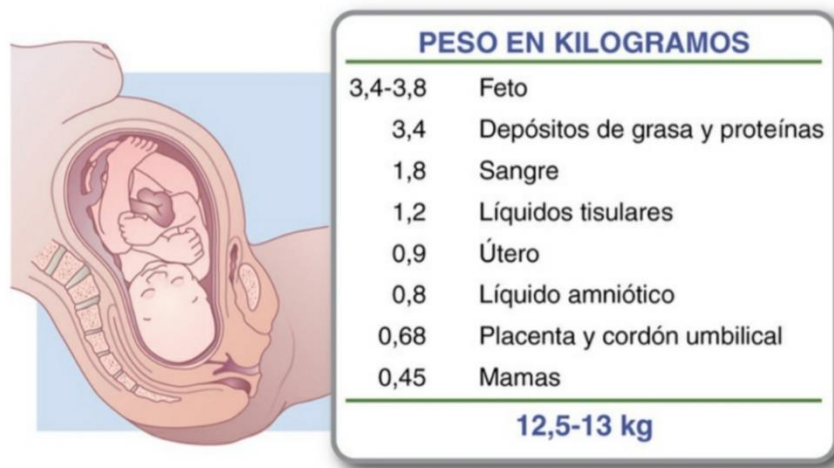 PESO EN KILOGRAMOS
3,4-3,8 Feto
3,4 Depósitos de grasa y proteínas
1,8 Sangre
1,2 Líquidos tisulares
0,9 Útero
0,8 Líquido amniótico
0,68 Placenta y cordón umbilical
0,45 Mamas
12,5-13 kg